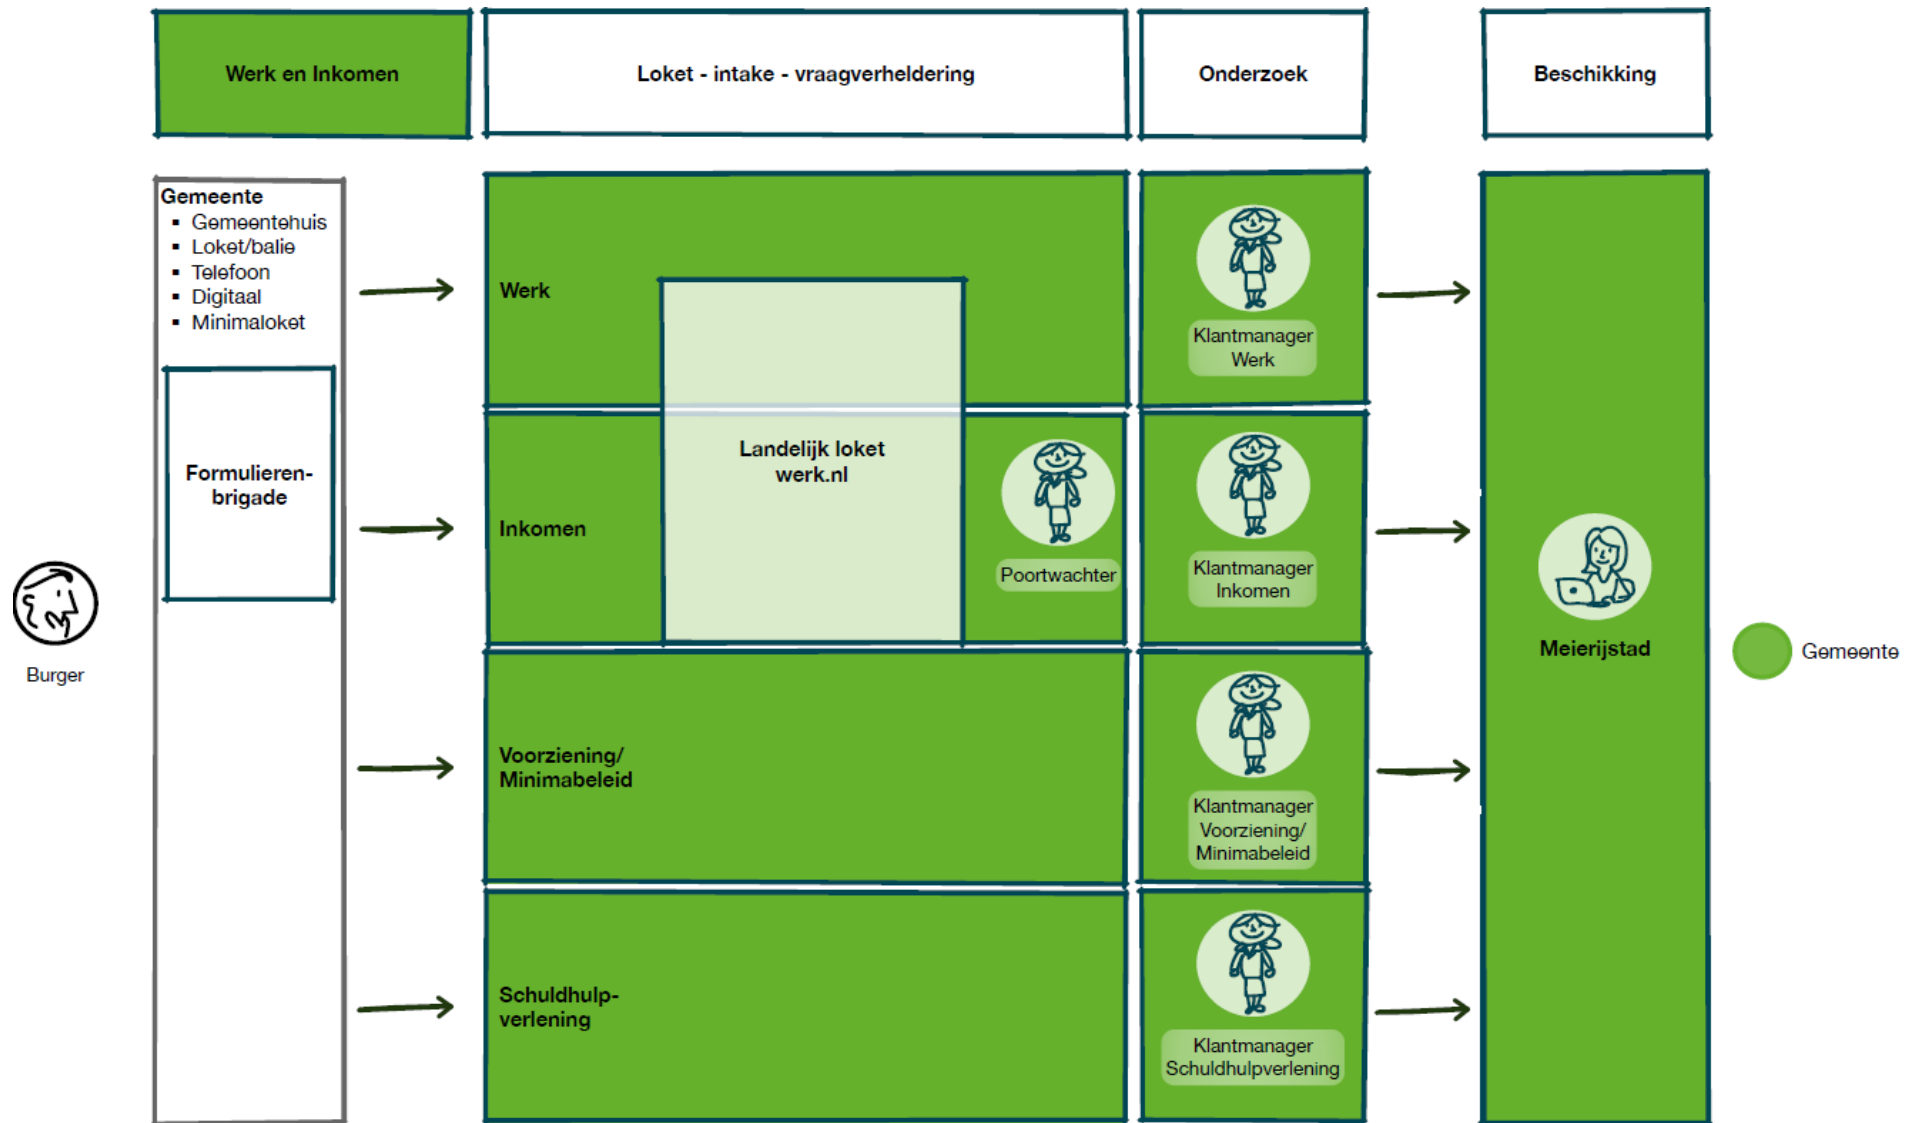 Werk en Inkomen
Loket - intake - vraagverheldering
Onderzoek
Beschikking
Gemeente
▪ Gemeentehuis
▪ Loket/balie
▪ Telefoon
▪ Digitaal
▪ Minimaloket
Formulieren-
brigade
Burger
Werk
Landelijk loket
werk.nl
Klantmanager
Werk
Inkomen
Poortwachter
Klantmanager
Inkomen
Voorziening/
Minimabeleid
Klantmanager
Voorziening/
Minimabeleid
Schuldhulp-
verlening
Klantmanager
Schuldhulpverlening
Meierijstad
Gemeente